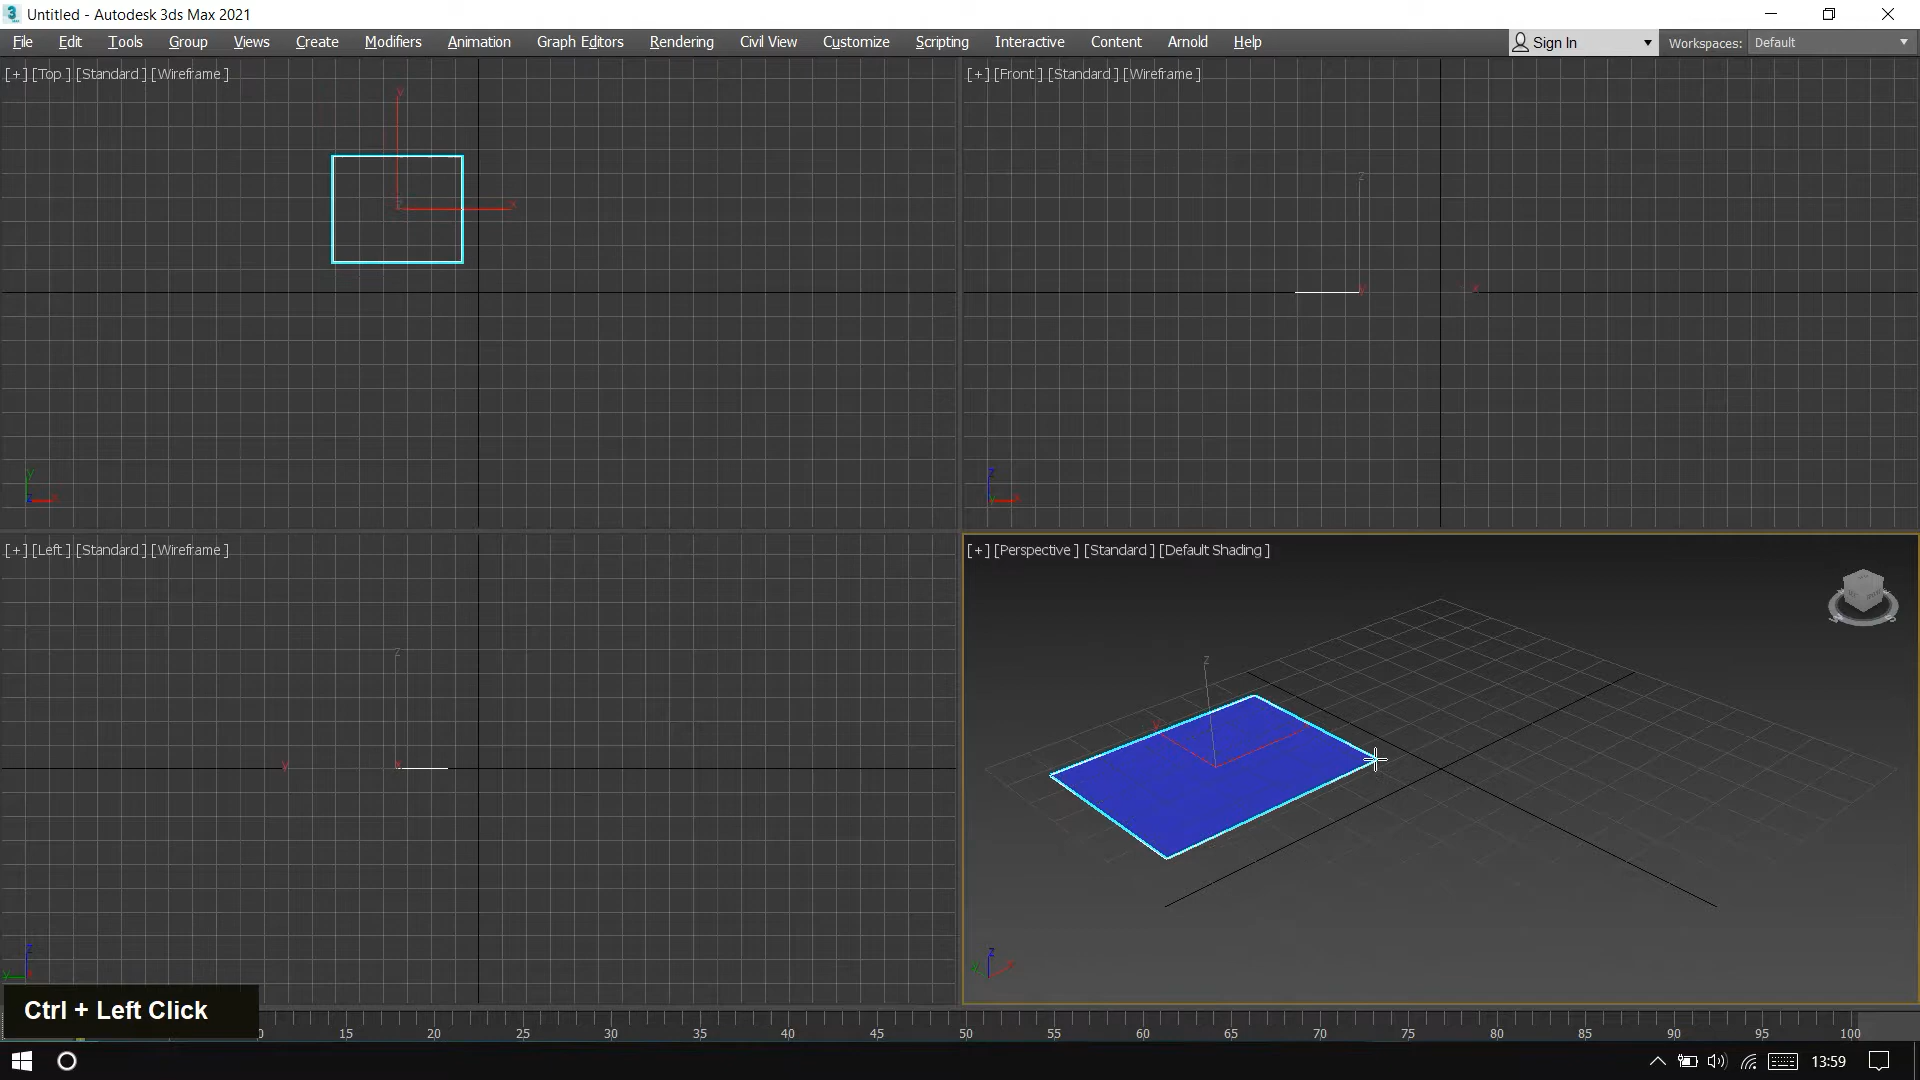 Untitled - Autodesk 3ds Max 2021
File Edit Tools Group Views Create Modifiers Animation Graph Editors Rendering Civil View Customize Scripting Interactive Content Arnold Help Sign In Workspaces: Default
[+] [Top ] [Standard ] [Wireframe ]
[+] [Front ] [Standard ] [Wireframe ]
y
z
x
z
y
x
y
z
x
z
y
x
[+] [Left ] [Standard ] [Wireframe ]
[+] [Perspective ] [Standard ] [Default Shading ]
z
y
x
z
y
z
y
x
z
y
x
Ctrl + Left Click
0 15 20 25 30 35 40 45 50 55 60 65 70 75 80 85 90 95 100
13:59